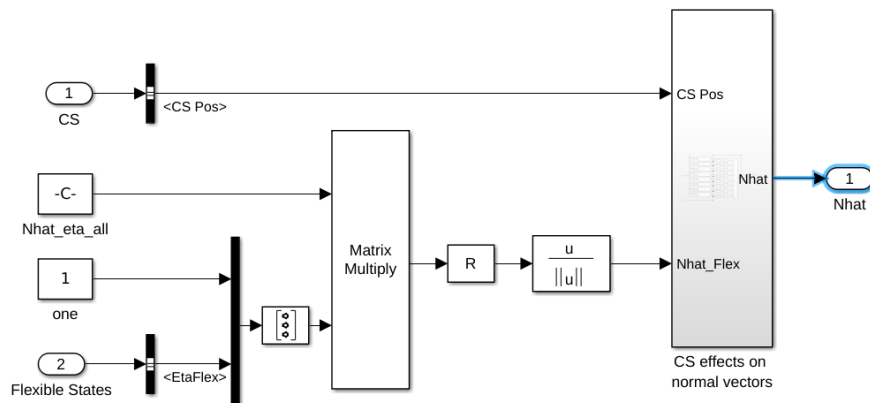 1
CS
<CS Pos>
CS Pos
-C-
Nhat_eta_all
Matrix
Multiply
1
one
R
u
||u||
Nhat_Flex
Nhat
1
Nhat
2
Flexible States
<EtaFlex>
CS effects on
normal vectors